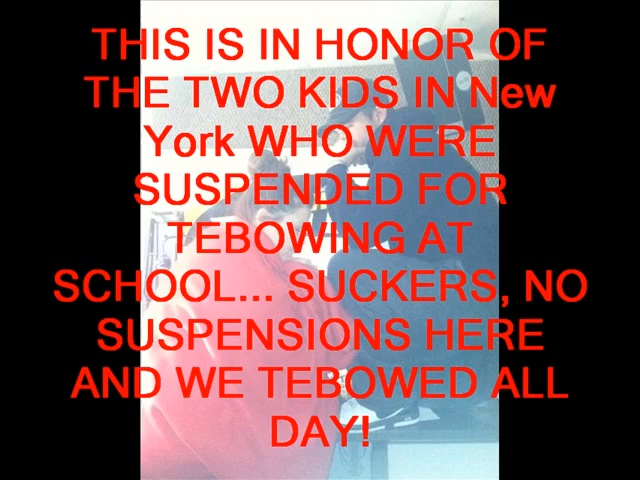 THIS IS IN HONOR OF
THE TWO KIDS IN New
York WHO WERE
SUSPENDED FOR
TEBOWING AT
SCHOOL... SUCKERS, NO
SUSPENSIONS HERE
AND WE TEBOWED ALL
DAY!